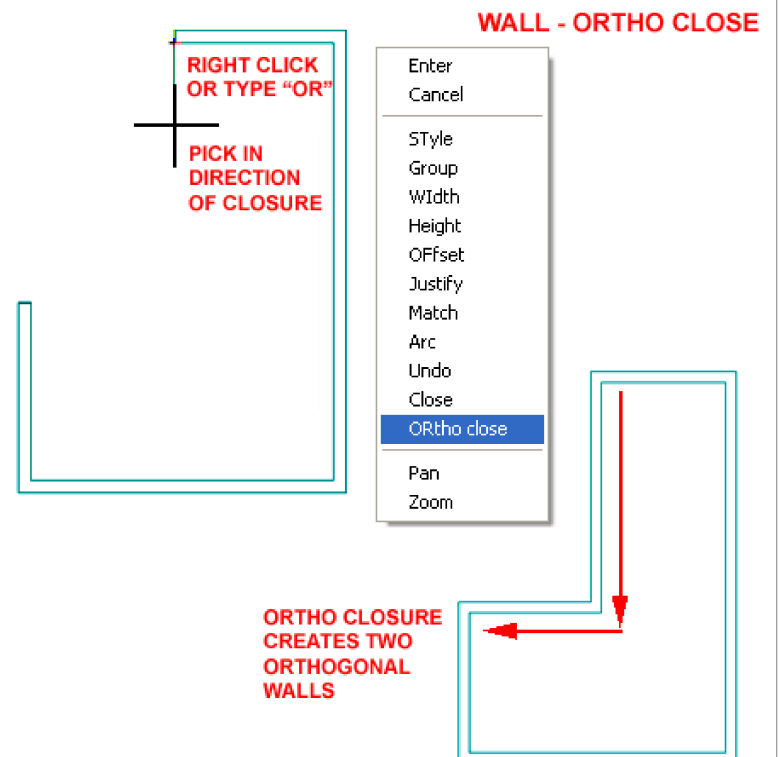 WALL - ORTHO CLOSE
RIGHT CLICK
OR TYPE “OR”
PICK IN
DIRECTION
OF CLOSURE
Enter
Cancel
STyle
Group
WIdth
Height
OFfset
Justify
Match
Arc
Undo
Close
ORtho close
Pan
Zoom
ORTHO CLOSURE
CREATES TWO
ORTHOGONAL
WALLS